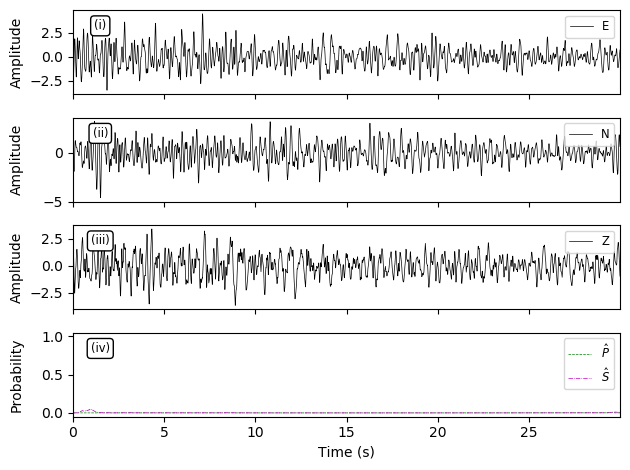 (i)
E
Amplitude
2.5
0.0
−2.5
(ii)
N
Amplitude
0
−5
(iii)
Z
Amplitude
2.5
0.0
−2.5
(iv)
P̂
Ŝ
Probability
1.0
0.5
0.0
0 5 10 15 20 25
Time (s)